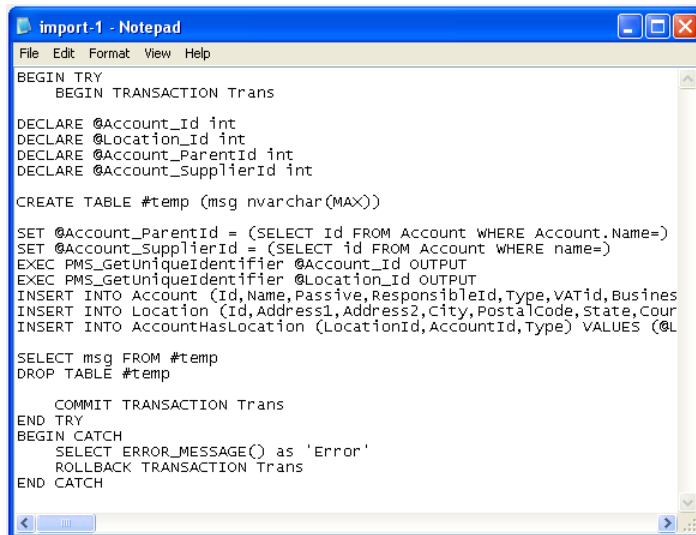 import-1 - Notepad
File Edit Format View Help
BEGIN TRY
    BEGIN TRANSACTION Trans

DECLARE @Account_Id int
DECLARE @Location_Id int
DECLARE @Account_ParentId int
DECLARE @Account_SupplierId int

CREATE TABLE #temp (msg nvarchar(MAX))

SET @Account_ParentId = (SELECT Id FROM Account WHERE Account.Name=)
SET @Account_SupplierId = (SELECT id FROM Account WHERE name=)
EXEC PMS_GetUniqueIdentifier @Account_Id OUTPUT
EXEC PMS_GetUniqueIdentifier @Location_Id OUTPUT
INSERT INTO Account (Id,Name,Passive,ResponsibleId,Type,VATid,Busines
INSERT INTO Location (Id,Address1,Address2,City,PostalCode,State,Cour
INSERT INTO AccountHasLocation (LocationId,AccountId,Type) VALUES (@L

SELECT msg FROM #temp
DROP TABLE #temp

    COMMIT TRANSACTION Trans
END TRY
BEGIN CATCH
    SELECT ERROR_MESSAGE() as 'Error'
    ROLLBACK TRANSACTION Trans
END CATCH